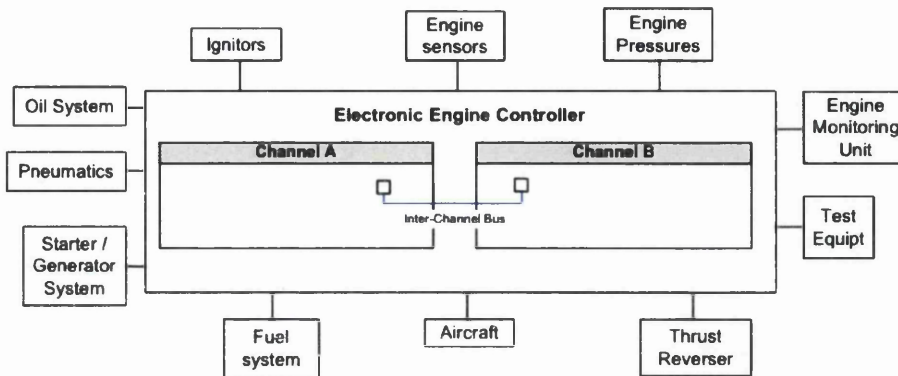 Ignitors
Engine
sensors
Engine
Pressures
Oil System
Electronic Engine Controller
Engine
Monitoring
Unit
Channel A
Channel B
Pneumatics
Inter-Channel Bus
Starter /
Generator
System
Test
Equipt
Fuel
system
Aircraft
Thrust
Reverser